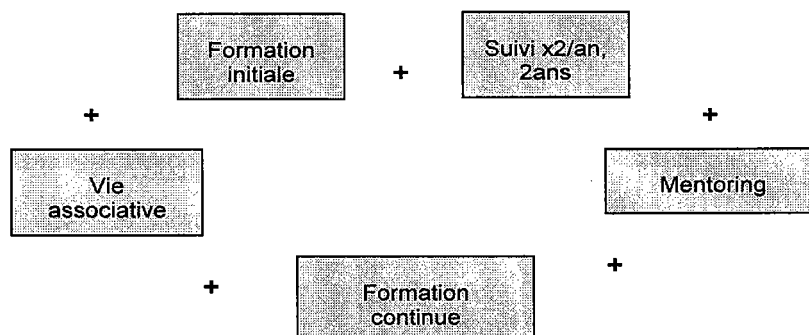 Formation
initiale
+
Suivi x2/an,
2ans
+
+
Vie
associative
Mentoring
+
+
Formation
continue